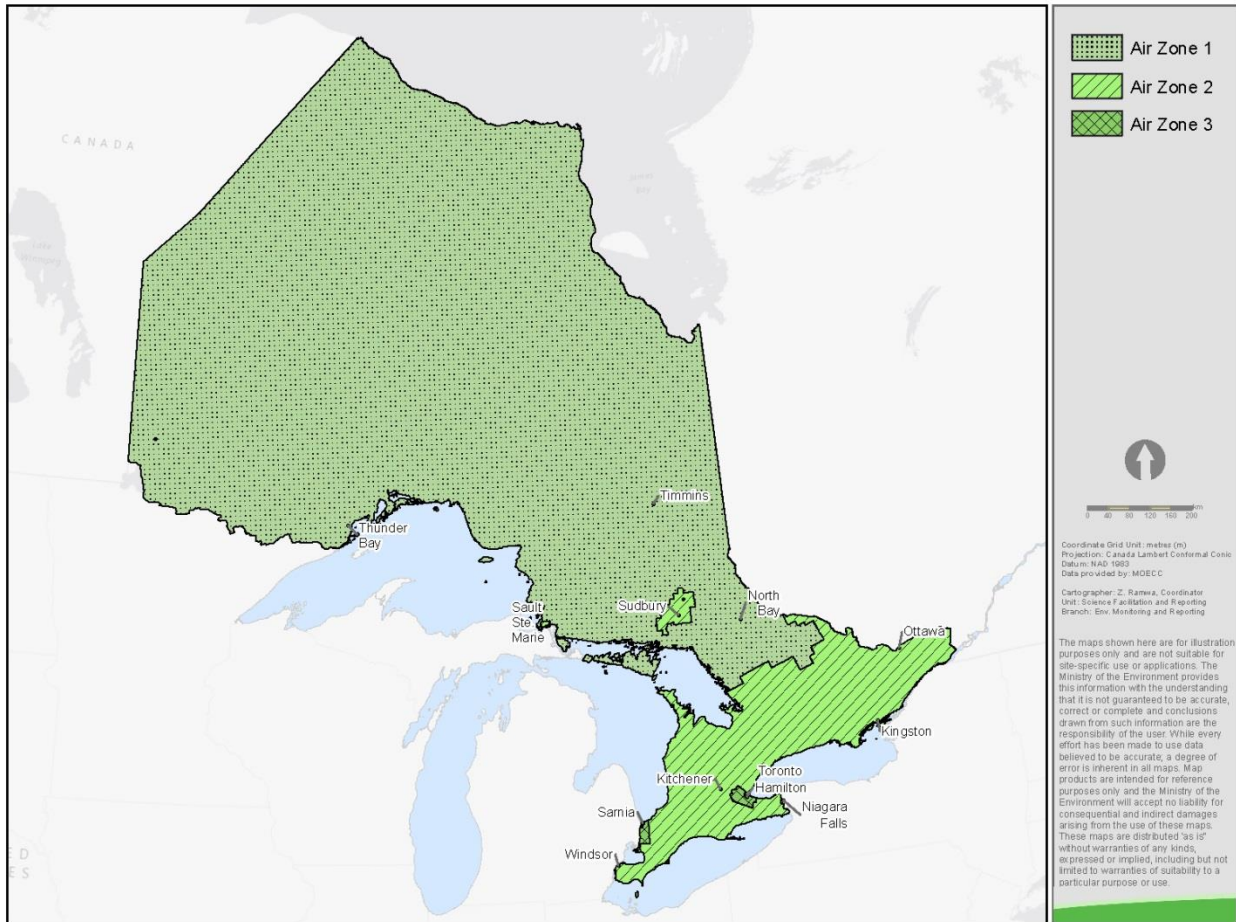 CANADA
James
Bay
Lake
Winnipeg
Timmins
Thunder
Bay
Sudbury
North
Bay
Sault
Ste
Marie
Ottawa
Kingston
Kitchener
Toronto
Hamilton
Niagara
Falls
Sarnia
Windsor
ED
ES
Air Zone 1
Air Zone 2
Air Zone 3
km
0 40 80 120 160 200
Coordinate Grid Unit: metres (m)
Projection: Canada Lambert Conformal Conic
Datum: NAD 1983
Data provided by: MOECC
Cartographer: Z, Ramwa, Coordinator
Unit: Science Facilitation and Reporting
Branch: Env. Monitoring and Reporting
The maps shown here are for illustration
purposes only and are not suitable for
site-specific use or applications. The
Ministry of the Environment provides
this information with the understanding
that it is not guaranteed to be accurate,
correct or complete and conclusions
drawn from such information are the
responsibility of the user. While every
effort has been made to use data
believed to be accurate, a degree of
error is inherent in all maps. Map
products are intended for reference
purposes only and the Ministry of the
Environment will accept no liability for
consequential and indirect damages
arising from the use of these maps.
These maps are distributed 'as is"
without warranties of any kinds,
expressed or implied, including but not
limited to warranties of suitability to a
particular purpose or use.